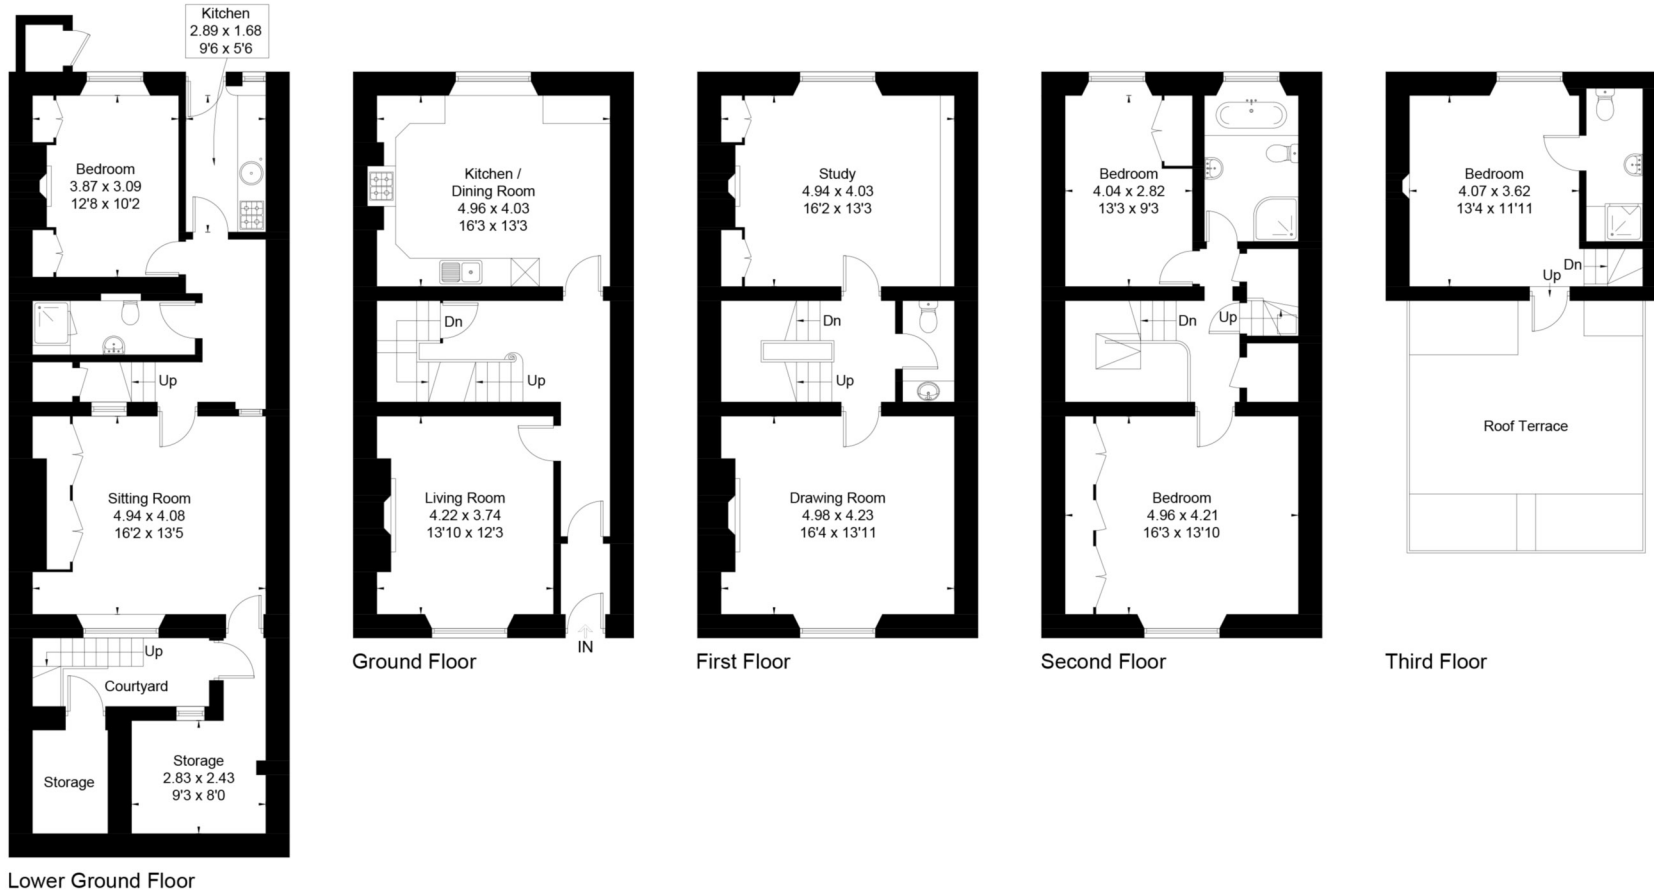 Kitchen
2.89 x 1.68
9'6 x 5'6
Bedroom
3.87 x 3.09
12'8 x 10'2
Up
Sitting Room
4.94 x 4.08
16'2 x 13'5
Up
Courtyard
Storage
Storage
2.83 x 2.43
9'3 x 8'0
Lower Ground Floor
Kitchen /
Dining Room
4.96 x 4.03
16'3 x 13'3
Dn
Up
Living Room
4.22 x 3.74
13'10 x 12'3
IN
Ground Floor
Study
4.94 x 4.03
16'2 x 13'3
Dn
Up
Drawing Room
4.98 x 4.23
16'4 x 13'11
First Floor
Bedroom
4.04 x 2.82
13'3 x 9'3
Dn
Up
Bedroom
4.96 x 4.21
16'3 x 13'10
Second Floor
Bedroom
4.07 x 3.62
13'4 x 11'11
Dn
Up
Roof Terrace
Third Floor